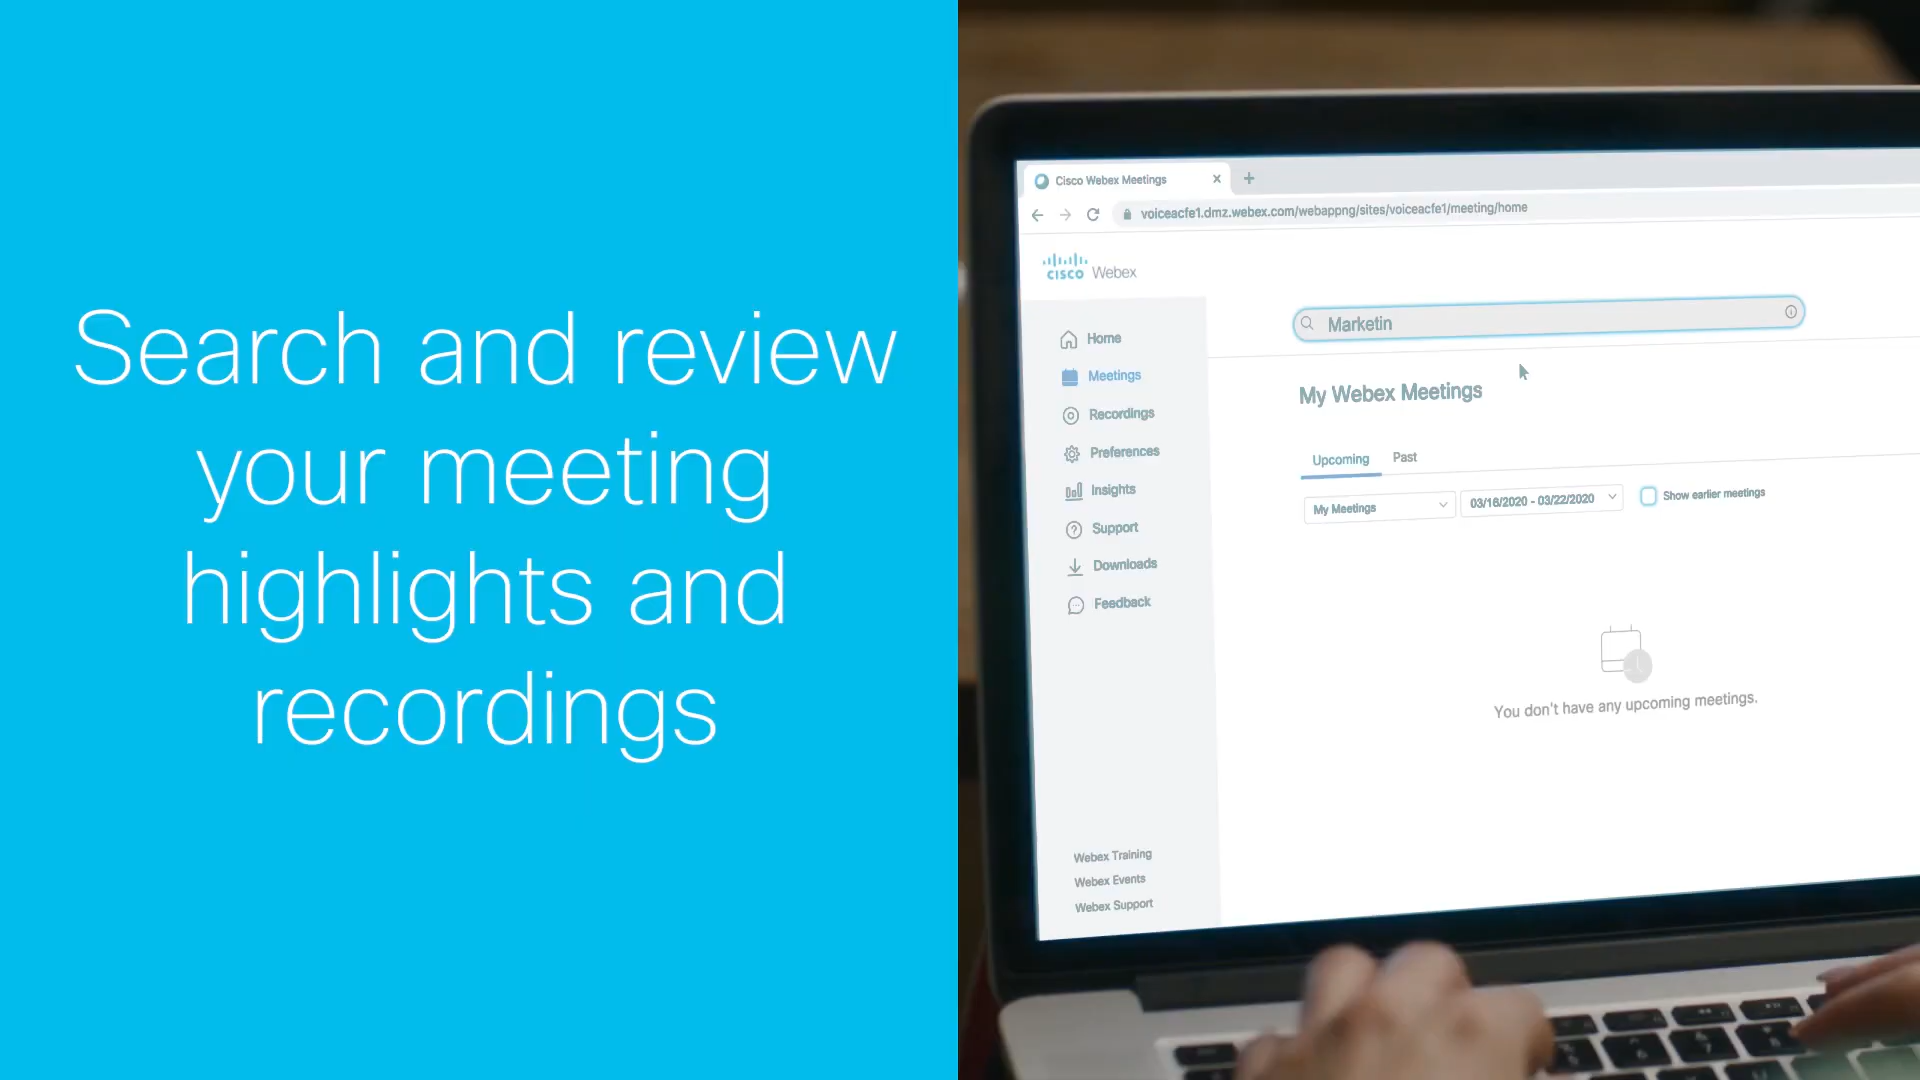 Search and review
your meeting
highlights and
recordings
Cisco Webex Meetings
voiceacfe1.dmz.webex.com/webappng/sites/voiceacfe1/meeting/home
CISCO Webex
Marketin
Home
Meetings
Recordings
Preferences
Insights
Support
Downloads
Feedback
My Webex Meetings
Upcoming Past
My Meetings 03/16/2020 - 03/22/2020 Show earlier meetings
You don't have any upcoming meetings.
Webex Training
Webex Events
Webex Support